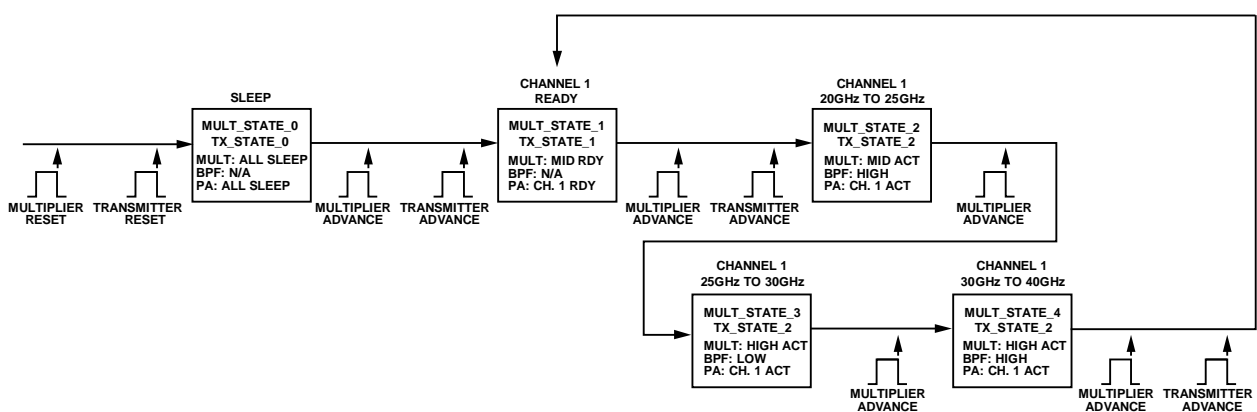 SLEEP
MULT_STATE_0
TX_STATE_0
MULT: ALL SLEEP
BPF: N/A
PA: ALL SLEEP
MULTIPLIER
RESET
TRANSMITTER
RESET
MULTIPLIER
ADVANCE
TRANSMITTER
ADVANCE
CHANNEL 1
READY
MULT_STATE_1
TX_STATE_1
MULT: MID RDY
BPF: N/A
PA: CH. 1 RDY
MULTIPLIER
ADVANCE
TRANSMITTER
ADVANCE
CHANNEL 1
20GHz TO 25GHz
MULT_STATE_2
TX_STATE_2
MULT: MID ACT
BPF: HIGH
PA: CH. 1 ACT
MULTIPLIER
ADVANCE
CHANNEL 1
25GHz TO 30GHz
MULT_STATE_3
TX_STATE_2
MULT: HIGH ACT
BPF: LOW
PA: CH. 1 ACT
MULTIPLIER
ADVANCE
CHANNEL 1
30GHz TO 40GHz
MULT_STATE_4
TX_STATE_2
MULT: HIGH ACT
BPF: HIGH
PA: CH. 1 ACT
MULTIPLIER
ADVANCE
TRANSMITTER
ADVANCE